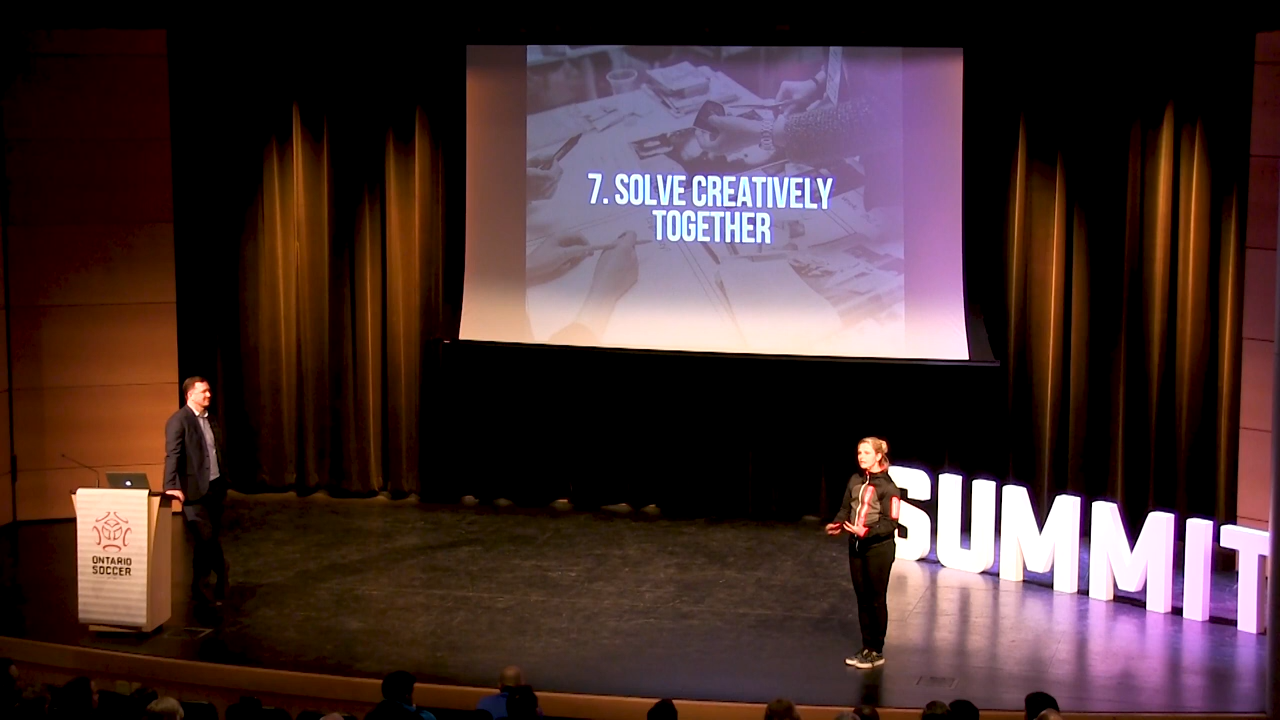 7. SOLVE CREATIVELY
TOGETHER
SUMMIT
ONTARIO
SOCCER